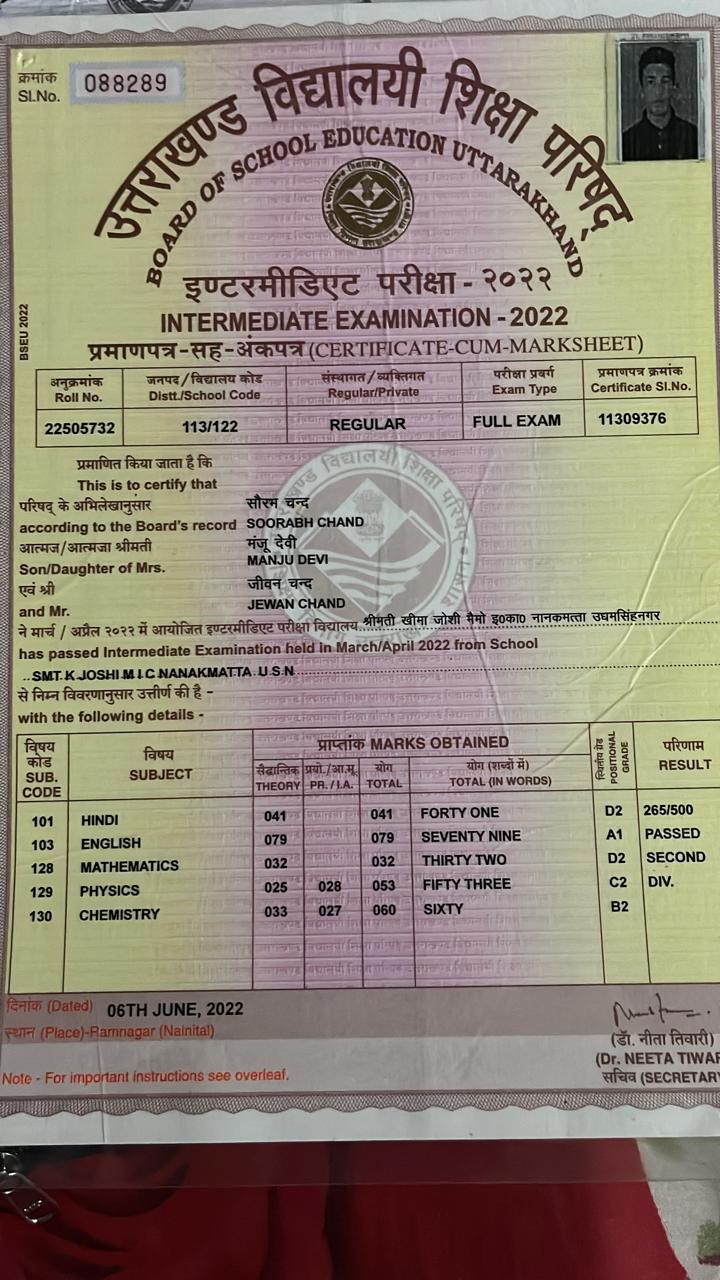 क्रमांक
Sl.No. 088289
उत्तराखण्ड विद्यालयी शिक्षा परिषद्
BOARD OF SCHOOL EDUCATION UTTARAKHAND
इण्टरमीडिएट परीक्षा - २०२२
INTERMEDIATE EXAMINATION - 2022
BSEU 2022
प्रमाणपत्र-सह-अंकपत्र (CERTIFICATE-CUM-MARKSHEET)
अनुक्रमांक जनपद/विद्यालय कोड संस्थागत/व्यक्तिगत परीक्षा प्रवर्ग प्रमाणपत्र क्रमांक
Roll No. Distt./School Code Regular/Private Exam Type Certificate Sl.No.
22505732 113/122 REGULAR FULL EXAM 11309376
प्रमाणित किया जाता है कि
This is to certify that
परिषद् के अभिलेखानुसार सौरम चन्द
according to the Board's record SOORABH CHAND
आत्मज/आत्मजा श्रीमती मंजू देवी
Son/Daughter of Mrs. MANJU DEVI
एवं श्री जीवन चन्द
and Mr. JEWAN CHAND
ने मार्च / अप्रैल २०२२ में आयोजित इण्टरमीडिएट परीक्षा विद्यालय श्रीमती खीमा जोशी मैमो इ०का० नानकमत्ता उधमसिंहनगर
has passed Intermediate Examination held in March/April 2022 from School
SMT K JOSHI M I C NANAKMATTA U S N
से निम्न विवरणानुसार उत्तीर्ण की है -
with the following details -
विषय कोड विषय प्राप्तांक MARKS OBTAINED स्थितीय ग्रेड परिणाम
SUB. CODE SUBJECT सैद्धान्तिक प्रयो./आ.मू. योग योग (शब्दों में) POSITIONAL GRADE RESULT
THEORY PR. / I.A. TOTAL TOTAL (IN WORDS)
101 HINDI 041 041 FORTY ONE D2 265/500
103 ENGLISH 079 079 SEVENTY NINE A1 PASSED
128 MATHEMATICS 032 032 THIRTY TWO D2 SECOND
129 PHYSICS 025 028 053 FIFTY THREE C2 DIV.
130 CHEMISTRY 033 027 060 SIXTY B2
दिनांक (Dated) 06TH JUNE, 2022
स्थान (Place)-Ramnagar (Nainital)
(डॉ. नीता तिवारी)
(Dr. NEETA TIWAR
सचिव (SECRETARY
Note - For important instructions see overleaf.